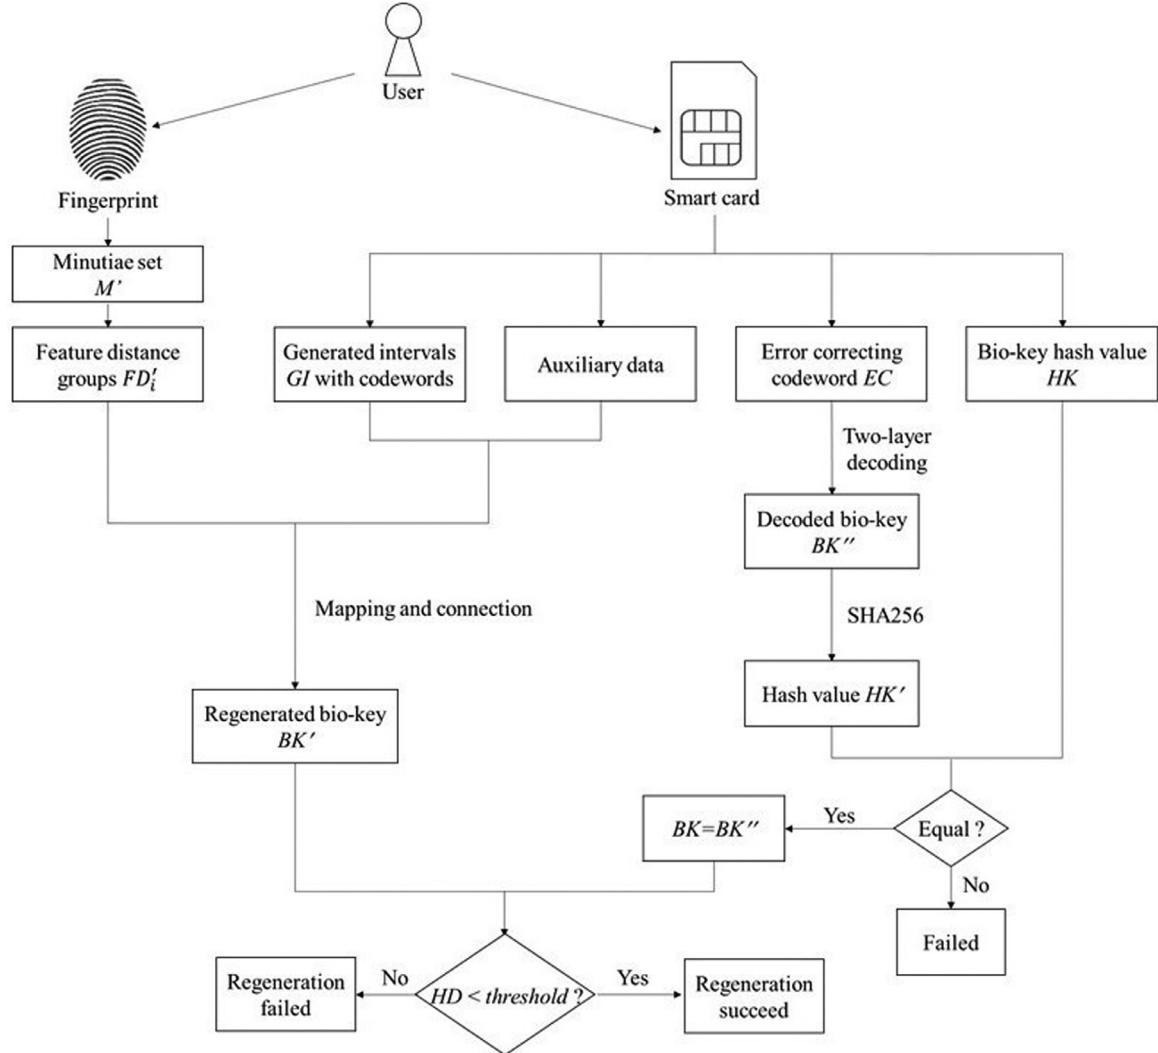 User
Fingerprint
Smart card
Minutiae set
M’
Feature distance
groups FD′ᵢ
Generated intervals
GI with codewords
Auxiliary data
Error correcting
codeword EC
Bio-key hash value
HK
Two-layer
decoding
Decoded bio-key
BK′′
Mapping and connection
SHA256
Hash value HK′
Regenerated bio-key
BK′
BK=BK′′
Yes
Equal ?
No
Failed
Regeneration
failed
No
HD < threshold ?
Yes
Regeneration
succeed